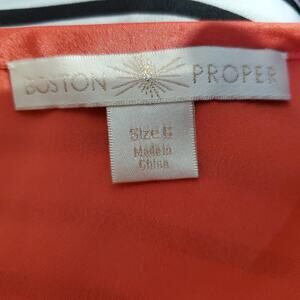 BOSTON PROPER
Size 6
Made in
China